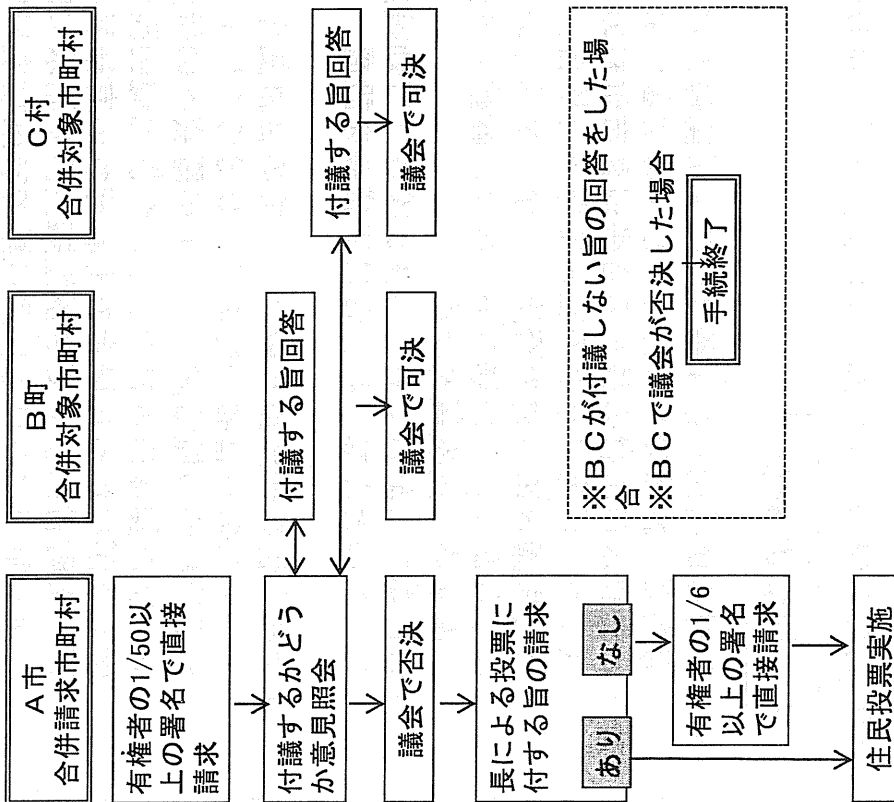 A市
合併請求市町村
有権者の1/50以
上の署名で直接
請求
付議するかどう
か意見照会
議会で否決
長による投票に
付する旨の請求
あり
なし
有権者の1/6
以上の署名
で直接請求
住民投票実施
B町
合併対象市町村
付議する旨回答
議会で可決
C村
合併対象市町村
付議する旨回答
議会で可決
※BCが付議しない旨の回答をした場
合
※BCで議会が否決した場合
手続終了